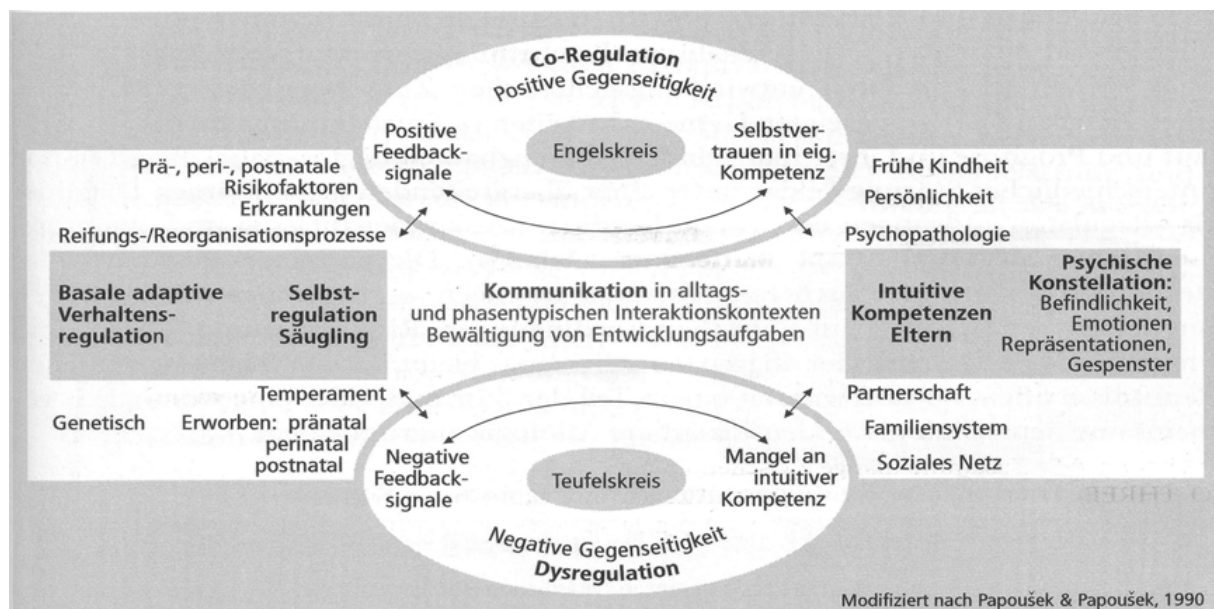 Co-Regulation
Positive Gegenseitigkeit
Positive
Feedback-
signale
Engelskreis
Selbstver-
trauen in eig.
Kompetenz
Prä-, peri-, postnatale
Risikofaktoren
Erkrankungen
Reifungs-/Reorganisationsprozesse
Frühe Kindheit
Persönlichkeit
Psychopathologie
Basale adaptive
Verhaltens-
regulation
Selbst-
regulation
Säugling
Kommunikation in alltags-
und phasentypischen Interaktionskontexten
Bewältigung von Entwicklungsaufgaben
Intuitive
Kompetenzen
Eltern
Psychische
Konstellation:
Befindlichkeit,
Emotionen
Repräsentationen,
Gespenster
Temperament
Genetisch
Erworben: pränatal
perinatal
postnatal
Partnerschaft
Familiensystem
Soziales Netz
Negative
Feedback-
signale
Teufelskreis
Mangel an
intuitiver
Kompetenz
Negative Gegenseitigkeit
Dysregulation
Modifiziert nach Papoušek & Papoušek, 1990